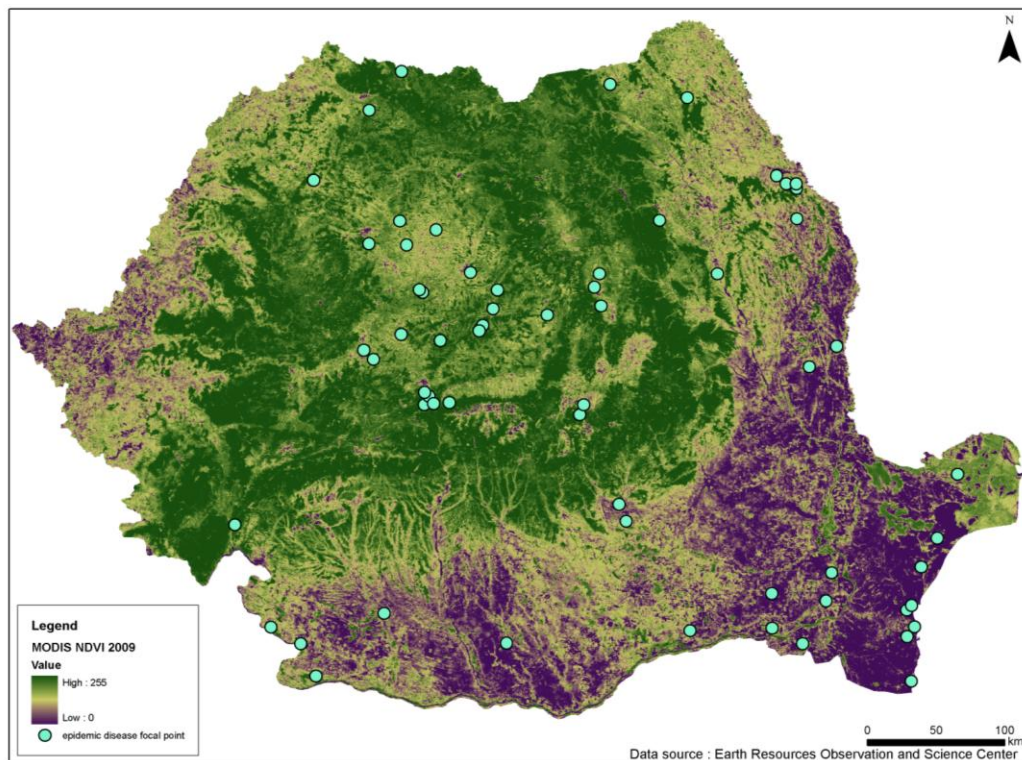 N
Legend
MODIS NDVI 2009
Value
High : 255
Low : 0
epidemic disease focal point
0 50 100
km
Data source : Earth Resources Observation and Science Center